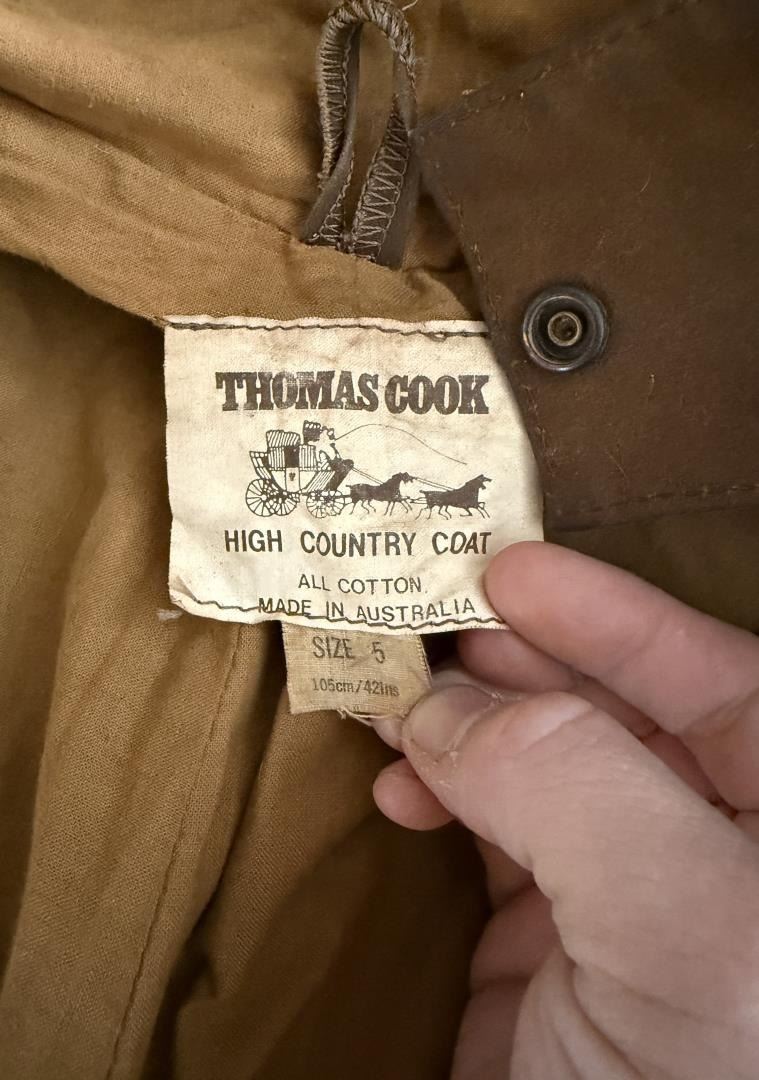 THOMAS COOK
HIGH COUNTRY COAT
ALL COTTON
MADE IN AUSTRALIA
SIZE 5
105cm/42ins